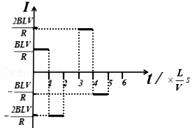 I
2BLV
R
BLV
R
1 2 3 4 5 6 t / × L/V s
- BLV
R
- 2BLV
R